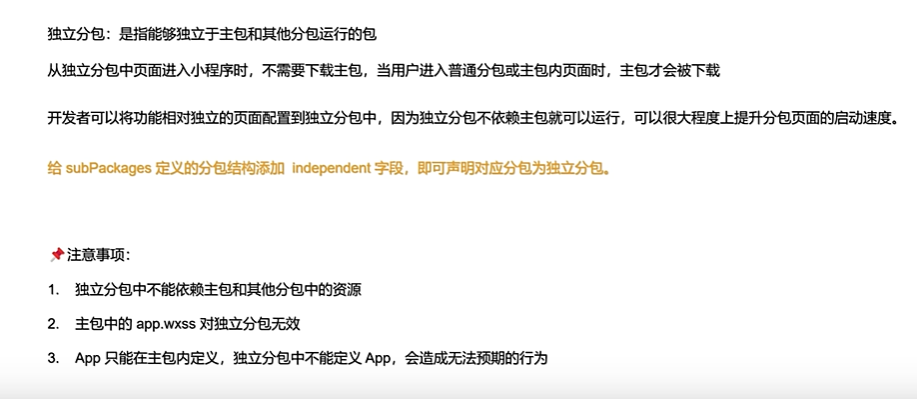 独立分包：是指能够独立于主包和其他分包运行的包
从独立分包中页面进入小程序时，不需要下载主包，当用户进入普通分包或主包内页面时，主包才会被下载
开发者可以将功能相对独立的页面配置到独立分包中，因为独立分包不依赖主包就可以运行，可以很大程度上提升分包页面的启动速度。
给 subPackages 定义的分包结构添加 independent 字段，即可声明对应分包为独立分包。
📌注意事项：
1. 独立分包中不能依赖主包和其他分包中的资源
2. 主包中的 app.wxss 对独立分包无效
3. App 只能在主包内定义，独立分包中不能定义 App，会造成无法预期的行为